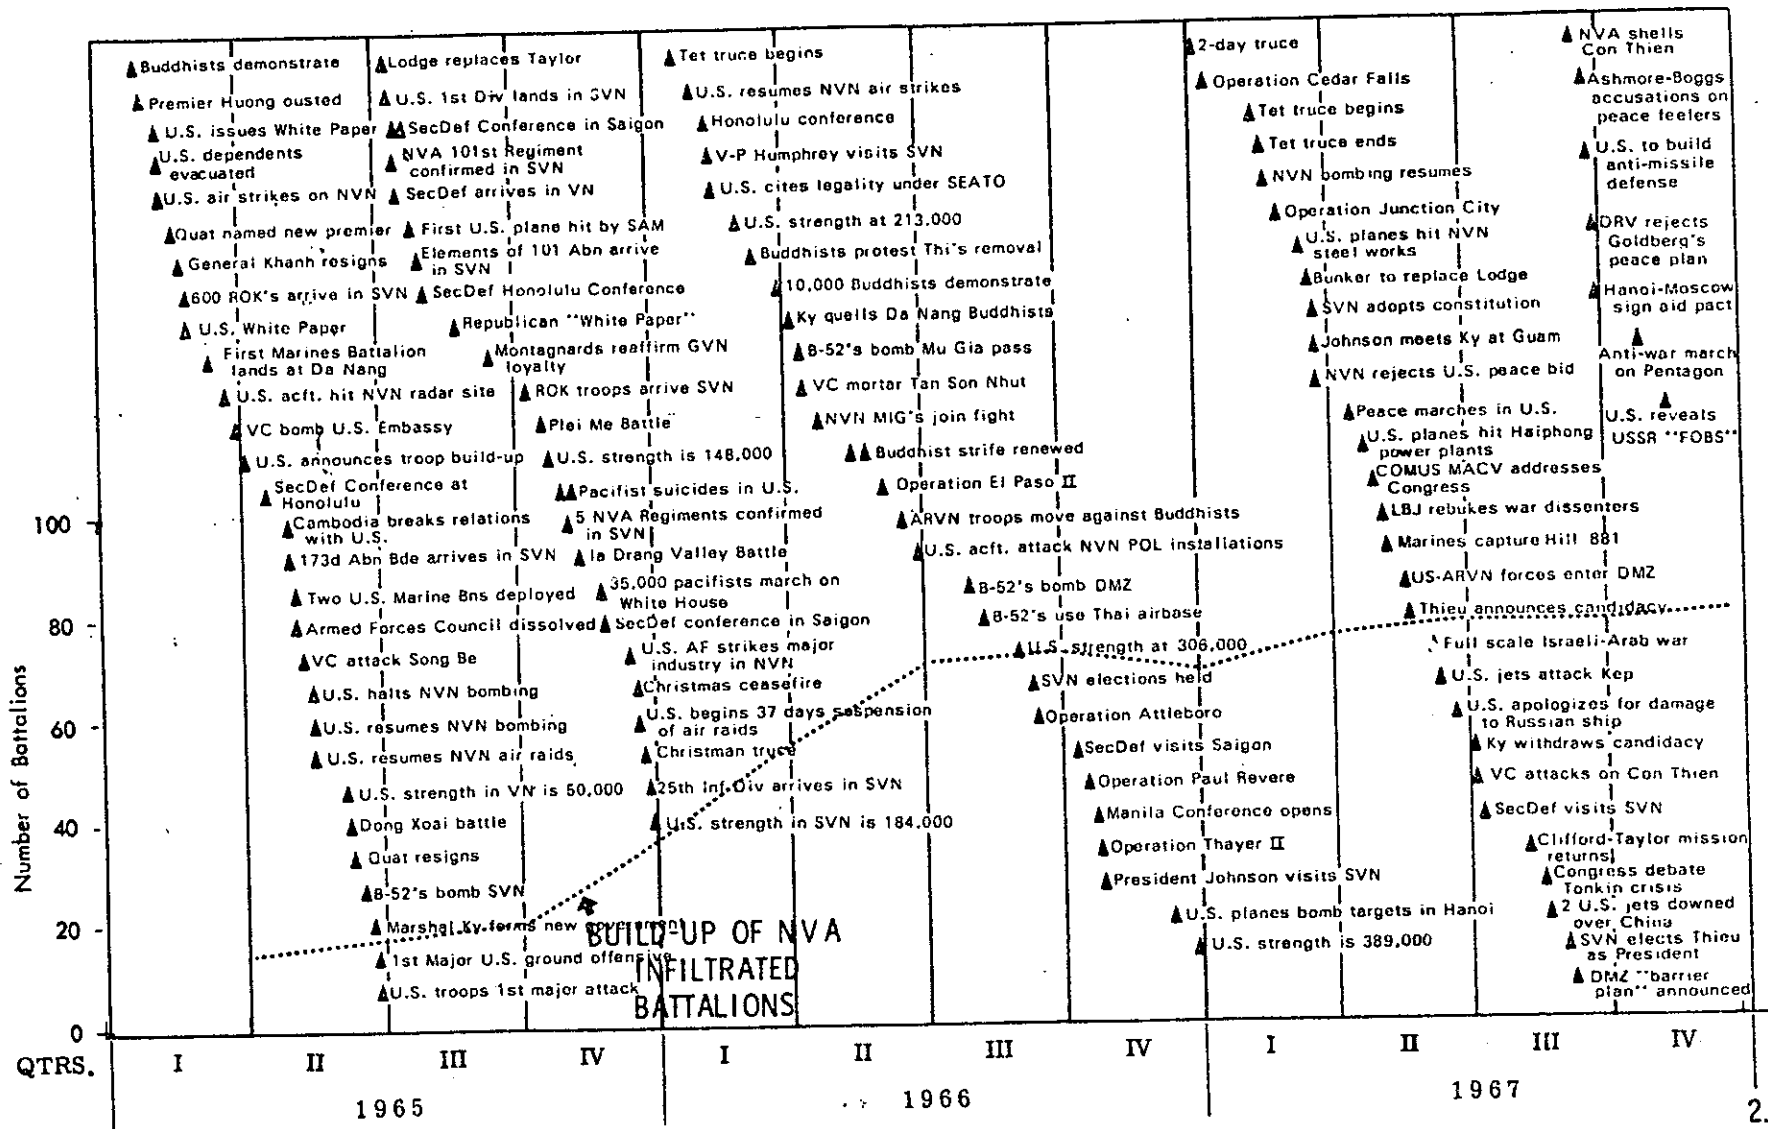 Buddhists demonstrate
Premier Huong ousted
U.S. issues White Paper
U.S. dependents
evacuated
U.S. air strikes on NVN
Quat named new premier
General Khanh resigns
600 ROK's arrive in SVN
U.S. White Paper
First Marines Battalion
lands at Da Nang
U.S. acft. hit NVN radar site
VC bomb U.S. Embassy
U.S. announces troop build-up
SecDef Conference at
Honolulu
Cambodia breaks relations
with U.S.
173d Abn Bde arrives in SVN
Two U.S. Marine Bns deployed
Armed Forces Council dissolved
VC attack Song Be
U.S. halts NVN bombing
U.S. resumes NVN bombing
U.S. resumes NVN air raids
U.S. strength in VN is 50,000
Dong Xoai battle
Quat resigns
B-52's bomb SVN
Marshal Ky forms new
1st Major U.S. ground offensive
U.S. troops 1st major attack
Lodge replaces Taylor
U.S. 1st Div lands in SVN
SecDef Conference in Saigon
NVA 101st Regiment
confirmed in SVN
SecDef arrives in VN
First U.S. plane hit by SAM
Elements of 101 Abn arrive
in SVN
SecDef Honolulu Conference
Republican "White Paper"
Montagnards reaffirm GVN
loyalty
ROK troops arrive SVN
Plei Me Battle
U.S. strength is 148,000
Pacifist suicides in U.S.
5 NVA Regiments confirmed
in SVN
Ia Drang Valley Battle
35,000 pacifists march on
White House
SecDef conference in Saigon
U.S. AF strikes major
industry in NVN
Christmas ceasefire
U.S. begins 37 days suspension
of air raids
Christman truce
25th Inf Div arrives in SVN
U.S. strength in SVN is 184,000
BUILD-UP OF NVA
INFILTRATED
BATTALIONS
Tet truce begins
U.S. resumes NVN air strikes
Honolulu conference
V-P Humphrey visits SVN
U.S. cites legality under SEATO
U.S. strength at 213,000
Buddhists protest Thi's removal
10,000 Buddhists demonstrate
Ky quells Da Nang Buddhists
B-52's bomb Mu Gia pass
VC mortar Tan Son Nhut
NVN MIG's join fight
Buddhist strife renewed
Operation El Paso II
ARVN troops move against Buddhists
U.S. acft. attack NVN POL installations
B-52's bomb DMZ
B-52's use Thai airbase
U.S. strength at 306,000
SVN elections held
Operation Attleboro
SecDef visits Saigon
Operation Paul Revere
Manila Conference opens
Operation Thayer II
President Johnson visits SVN
U.S. planes bomb targets in Hanoi
U.S. strength is 389,000
2-day truce
Operation Cedar Falls
Tet truce begins
Tet truce ends
NVN bombing resumes
Operation Junction City
U.S. planes hit NVN
steel works
Bunker to replace Lodge
SVN adopts constitution
Johnson meets Ky at Guam
NVN rejects U.S. peace bid
Peace marches in U.S.
U.S. planes hit Haiphong
power plants
COMUS MACV addresses
Congress
LBJ rebukes war dissenters
Marines capture Hill 881
US-ARVN forces enter DMZ
Thieu announces candidacy
Full scale Israeli-Arab war
U.S. jets attack Kep
U.S. apologizes for damage
to Russian ship
Ky withdraws candidacy
VC attacks on Con Thien
SecDef visits SVN
Clifford-Taylor mission
returns
Congress debate
Tonkin crisis
2 U.S. jets downed
over China
SVN elects Thieu
as President
DMZ "barrier
plan" announced
NVA shells
Con Thien
Ashmore-Boggs
accusations on
peace feelers
U.S. to build
anti-missile
defense
DRV rejects
Goldberg's
peace plan
Hanoi-Moscow
sign aid pact
Anti-war march
on Pentagon
U.S. reveals
USSR "FOBS"
Number of Battalions
100
80
60
40
20
0
QTRS. I II III IV I II III IV I II III IV
1965 1966 1967
2.